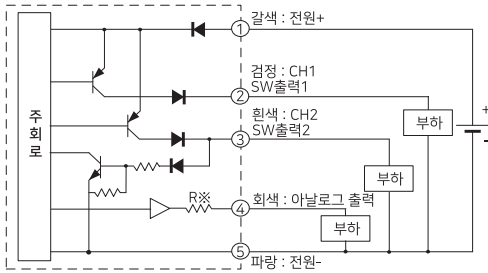 주회로
① 갈색 : 전원+
검정 : CH1
② SW출력1
흰색 : CH2
③ SW출력2
R※
④ 회색 : 아날로그 출력
⑤ 파랑 : 전원-
부하
부하
부하
+
-